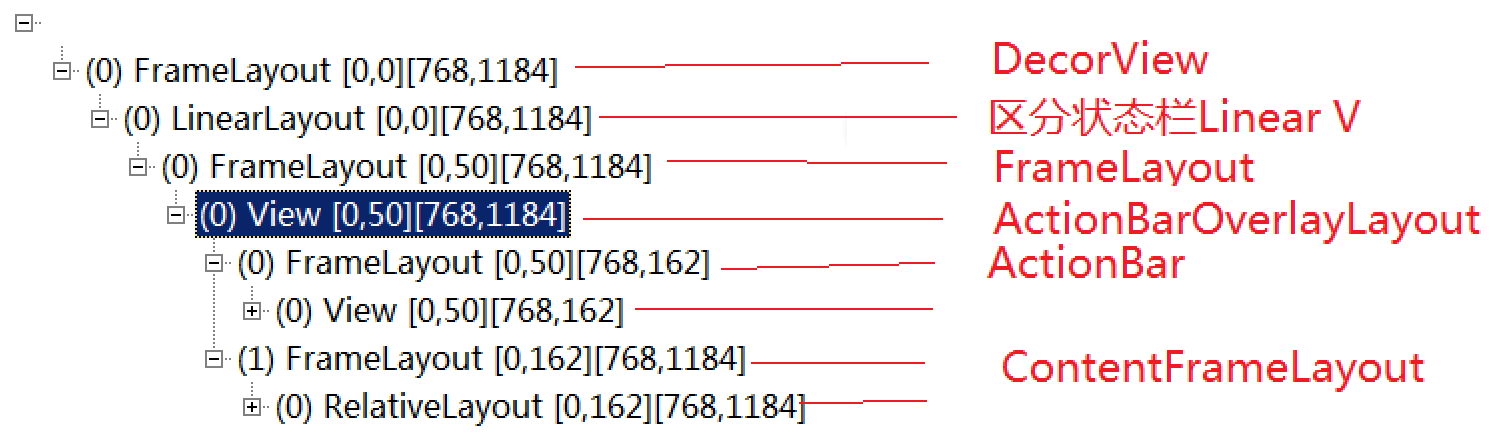 (0) FrameLayout [0,0][768,1184] DecorView
(0) LinearLayout [0,0][768,1184] 区分状态栏Linear V
(0) FrameLayout [0,50][768,1184] FrameLayout
(0) View [0,50][768,1184] ActionBarOverlayLayout
(0) FrameLayout [0,50][768,162] ActionBar
(0) View [0,50][768,162]
(1) FrameLayout [0,162][768,1184] ContentFrameLayout
(0) RelativeLayout [0,162][768,1184]